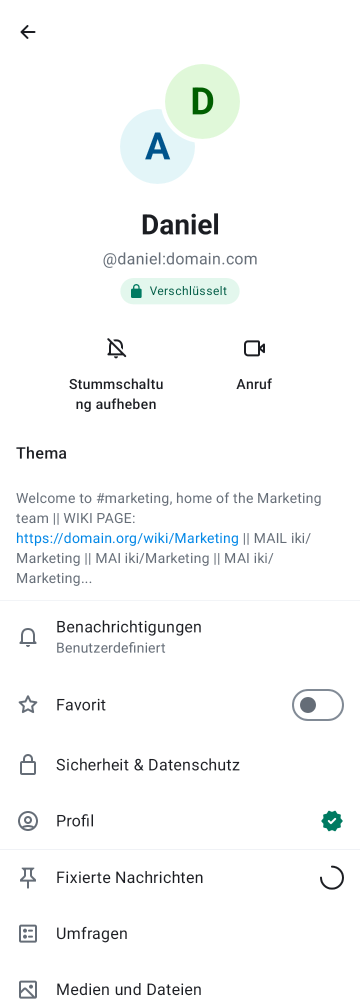 D
A
Daniel
@daniel:domain.com
Verschlüsselt
Stummschaltu
ng aufheben
Anruf
Thema
Welcome to #marketing, home of the Marketing
team || WIKI PAGE:
https://domain.org/wiki/Marketing || MAIL iki/
Marketing || MAI iki/Marketing || MAI iki/
Marketing...
Benachrichtigungen
Benutzerdefiniert
Favorit
Sicherheit & Datenschutz
Profil
Fixierte Nachrichten
Umfragen
Medien und Dateien